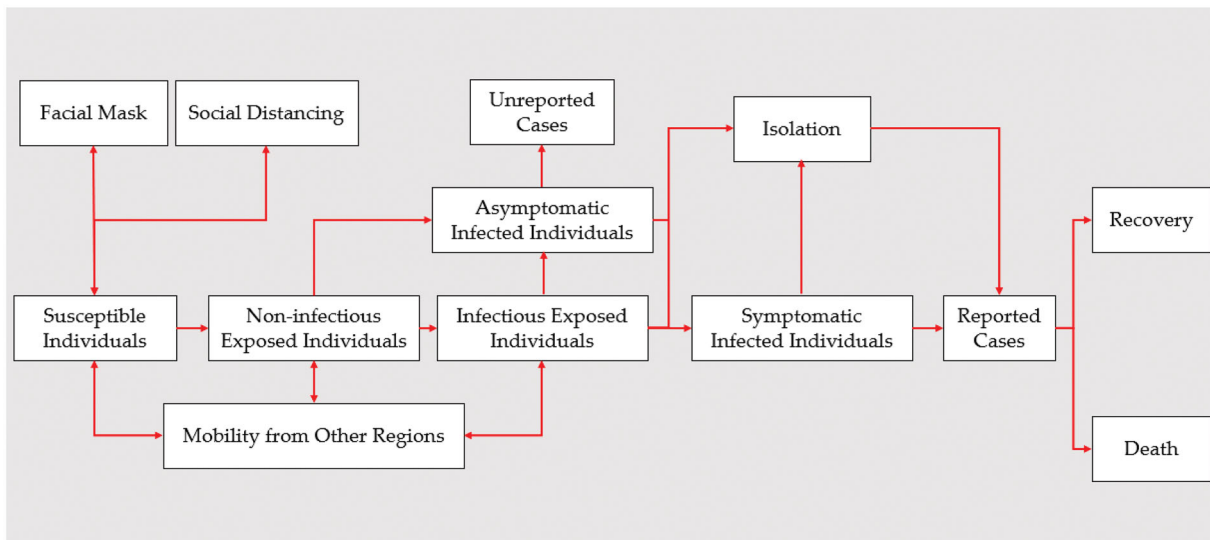 Facial Mask
Social Distancing
Unreported
Cases
Isolation
Asymptomatic
Infected Individuals
Recovery
Susceptible
Individuals
Non-infectious
Exposed Individuals
Infectious Exposed
Individuals
Symptomatic
Infected Individuals
Reported
Cases
Mobility from Other Regions
Death